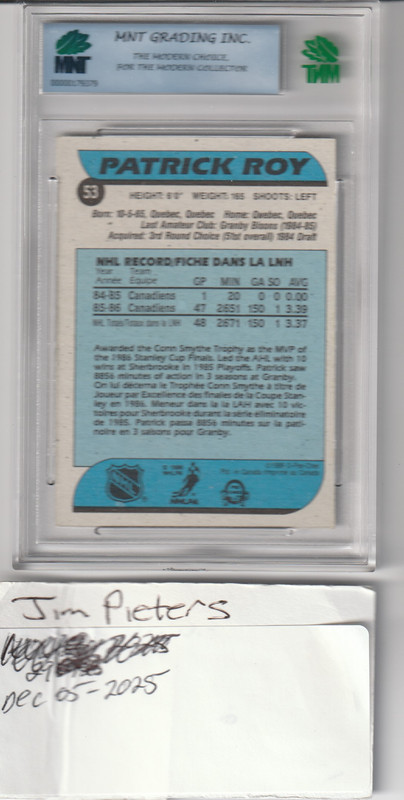 MNT GRADING INC.
THE MODERN CHOICE,
FOR THE MODERN COLLECTOR
MNT
MNT
PATRICK ROY
53
HEIGHT: 6'0" WEIGHT: 165 SHOOTS: LEFT
Born: 10-5-65, Quebec, Quebec Home: Quebec, Quebec
Last Amateur Club: Granby Bisons (1984-85)
Acquired: 3rd Round Choice (51st overall) 1984 Draft
NHL RECORD/FICHE DANS LA LNH
Year Team
Année Equipe GP MIN GA SO AVG
84-85 Canadiens 1 20 0 0 0.00
85-86 Canadiens 47 2651 150 1 3.39
NHL Totals/Totaux dans la LNH 48 2671 150 1 3.37
Awarded the Conn Smythe Trophy as the MVP of
the 1986 Stanley Cup Finals. Led the AHL with 10
wins at Sherbrooke in 1985 Playoffs. Patrick saw
8856 minutes of action in 3 seasons at Granby.
On lui décerna le Trophée Conn Smythe à titre de
Joueur par Excellence des finales de la Coupe Stan-
ley en 1986. Meneur dans la LAH avec 10 vic-
toires pour Sherbrooke durant la série éliminatoire
de 1985. Patrick passa 8856 minutes sur la pati-
noire en 3 saisons pour Granby.
NHL
NHLPA
Jim Pieters
Dec 05-2025